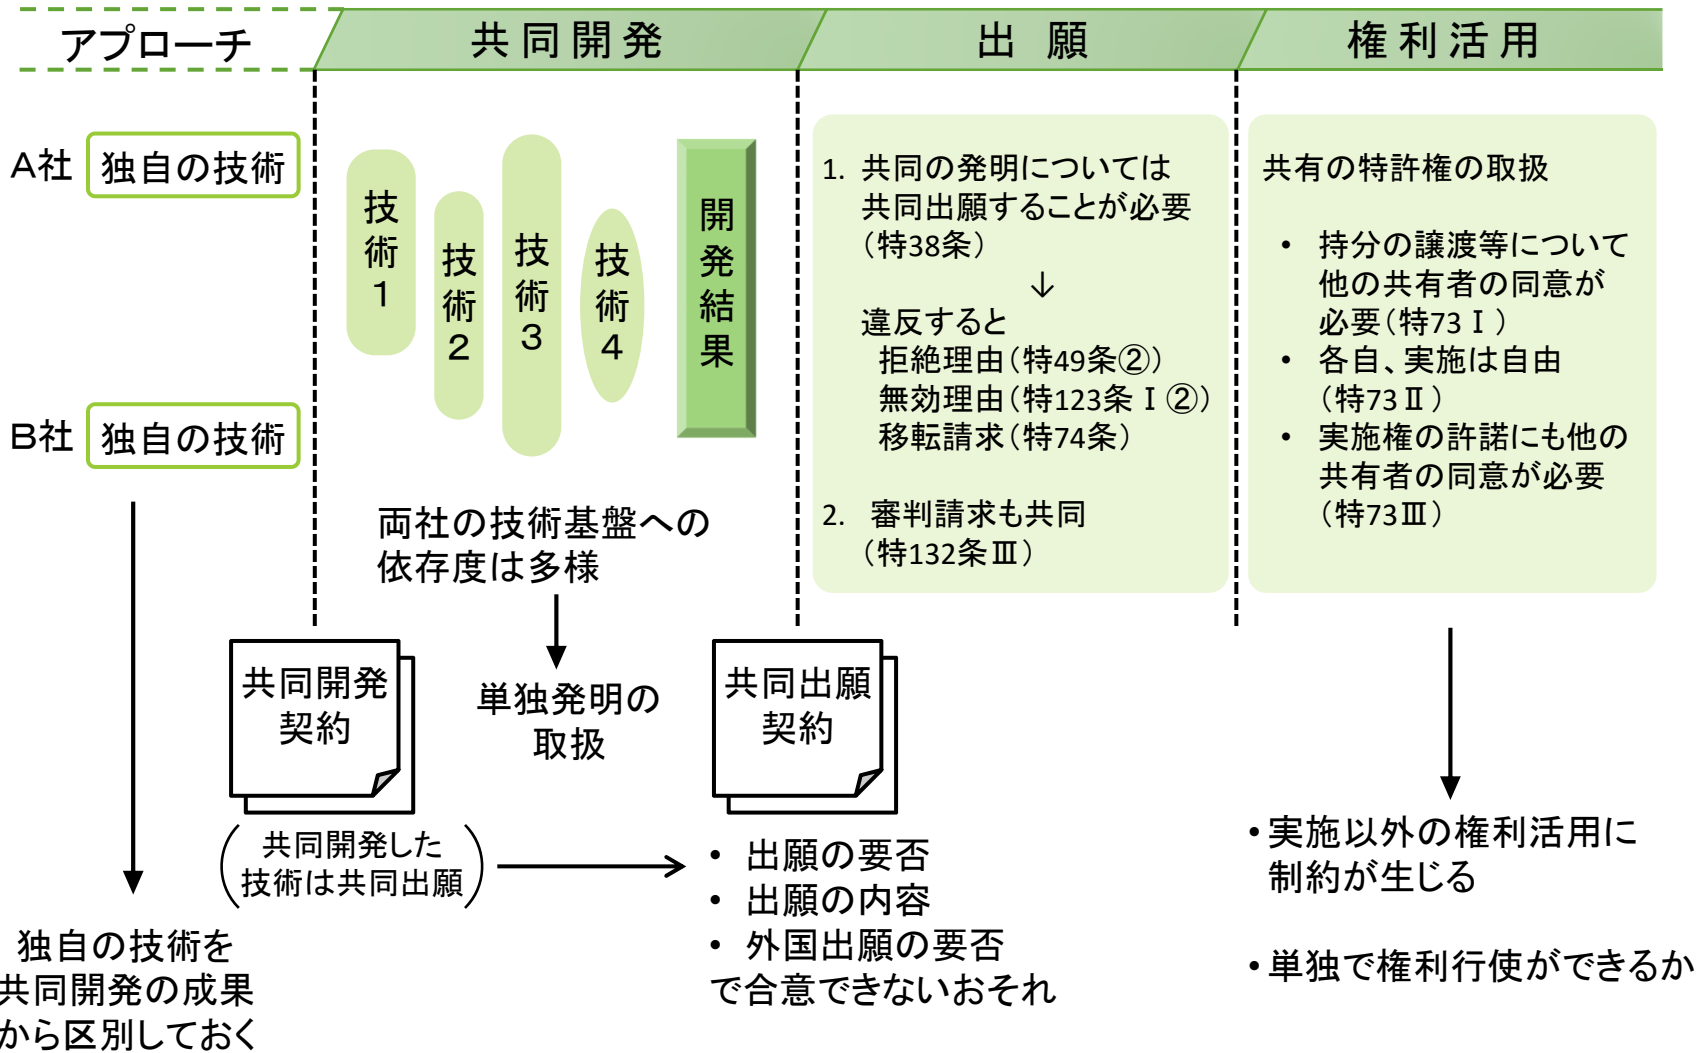 アプローチ
共同開発
出 願
権利活用
A社
独自の技術
B社
独自の技術
技術1
技術2
技術3
技術4
開発結果
両社の技術基盤への
依存度は多様
単独発明の
取扱
1. 共同の発明については
共同出願することが必要
(特38条)
↓
違反すると
拒絶理由(特49条②)
無効理由(特123条Ⅰ②)
移転請求(特74条)
2. 審判請求も共同
(特132条Ⅲ)
共有の特許権の取扱
• 持分の譲渡等について
他の共有者の同意が
必要(特73Ⅰ)
• 各自、実施は自由
(特73Ⅱ)
• 実施権の許諾にも他の
共有者の同意が必要
(特73Ⅲ)
共同開発
契約
(共同開発した
技術は共同出願)
共同出願
契約
• 出願の要否
• 出願の内容
• 外国出願の要否
で合意できないおそれ
•実施以外の権利活用に
制約が生じる
•単独で権利行使ができるか
独自の技術を
共同開発の成果
から区別しておく